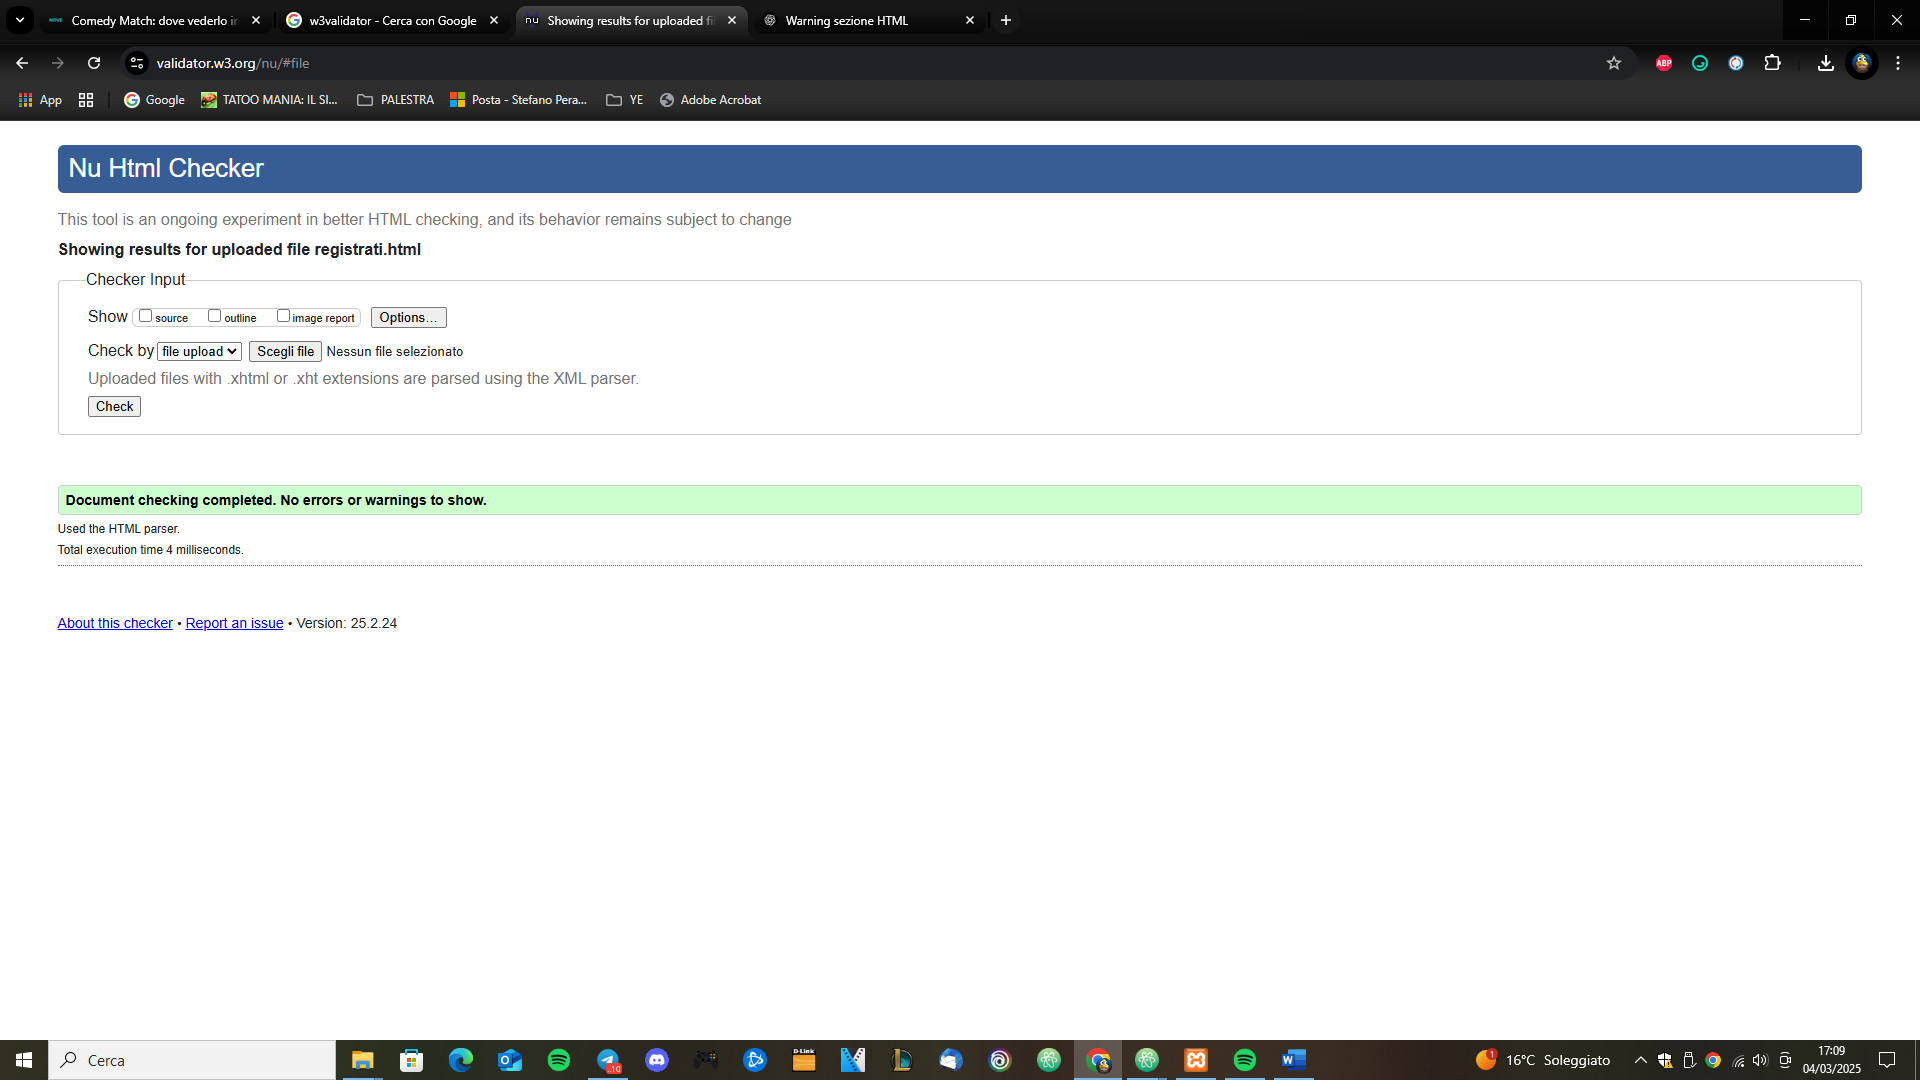 Comedy Match: dove vederlo in
w3validator - Cerca con Google
nu Showing results for uploaded fi
Warning sezione HTML
validator.w3.org/nu/#file
ABP
App
Google
TATOO MANIA: IL SI...
PALESTRA
Posta - Stefano Pera...
YE
Adobe Acrobat
Nu Html Checker
This tool is an ongoing experiment in better HTML checking, and its behavior remains subject to change
Showing results for uploaded file registrati.html
Checker Input
Show source outline image report Options...
Check by file upload Scegli file Nessun file selezionato
Uploaded files with .xhtml or .xht extensions are parsed using the XML parser.
Check
Document checking completed. No errors or warnings to show.
Used the HTML parser.
Total execution time 4 milliseconds.
About this checker • Report an issue • Version: 25.2.24
Cerca
D-Link
16°C Soleggiato
17:09
04/03/2025